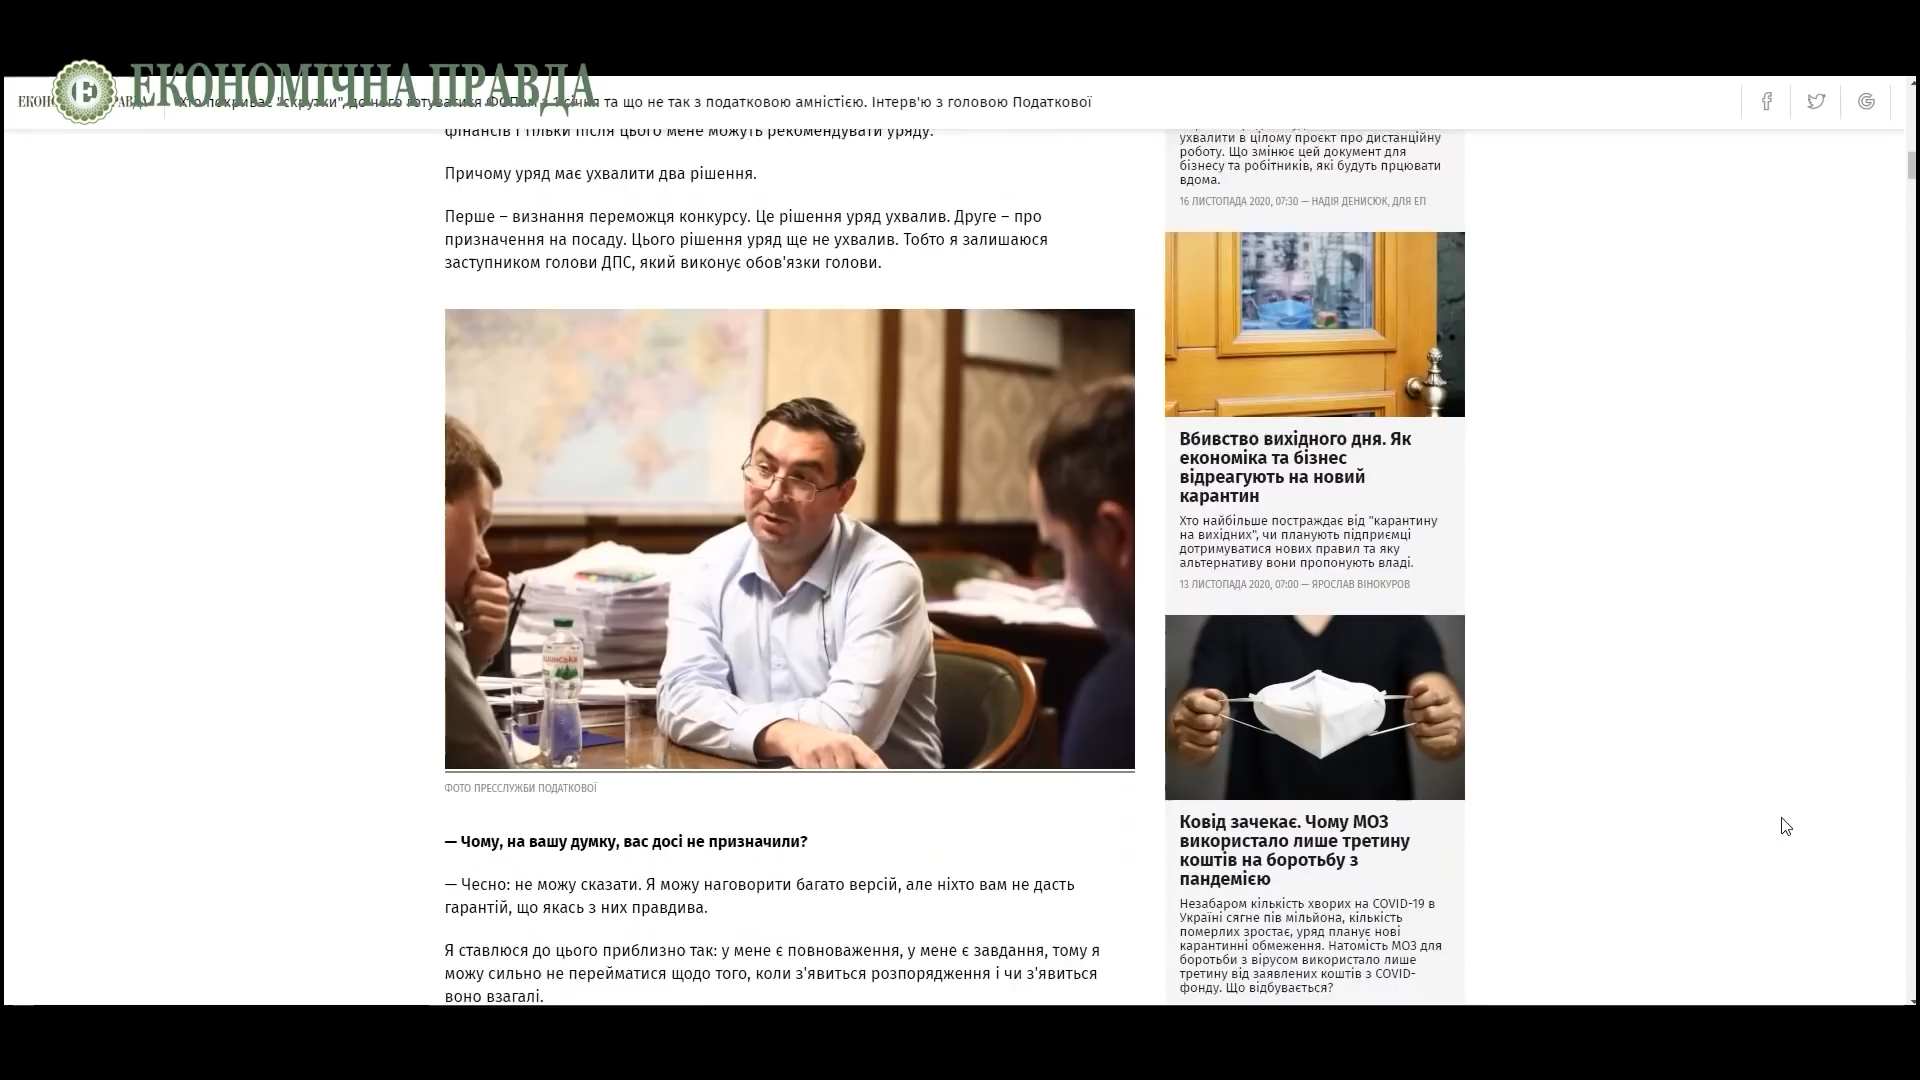 ЕКОНОМІЧНА ПРАВДА
та що не так з податковою амністією. Інтерв'ю з головою Податкової
фінансів і тільки після цього мене можуть рекомендувати уряду.
Причому уряд має ухвалити два рішення.
Перше – визнання переможця конкурсу. Це рішення уряд ухвалив. Друге – про
призначення на посаду. Цього рішення уряд ще не ухвалив. Тобто я залишаюся
заступником голови ДПС, який виконує обов'язки голови.
ФОТО ПРЕССЛУЖБИ ПОДАТКОВОЇ
— Чому, на вашу думку, вас досі не призначили?
— Чесно: не можу сказати. Я можу наговорити багато версій, але ніхто вам не дасть
гарантій, що якась з них правдива.
Я ставлюся до цього приблизно так: у мене є повноваження, у мене є завдання, тому я
можу сильно не перейматися щодо того, коли з'явиться розпорядження і чи з'явиться
воно взагалі.
ухвалити в цілому проєкт про дистанційну
роботу. Що змінює цей документ для
бізнесу та робітників, які будуть прцювати
вдома.
16 ЛИСТОПАДА 2020, 07:30 — НАДІЯ ДЕНИСЮК, ДЛЯ ЕП
Вбивство вихідного дня. Як
економіка та бізнес
відреагують на новий
карантин
Хто найбільше постраждає від "карантину
на вихідних", чи планують підприємці
дотримуватися нових правил та яку
альтернативу вони пропонують владі.
13 ЛИСТОПАДА 2020, 07:00 — ЯРОСЛАВ ВІНОКУРОВ
Ковід зачекає. Чому МОЗ
використало лише третину
коштів на боротьбу з
пандемією
Незабаром кількість хворих на COVID-19 в
Україні сягне пів мільйона, кількість
померлих зростає, уряд планує нові
карантинні обмеження. Натомість МОЗ для
боротьби з вірусом використало лише
третину від заявлених коштів з COVID-
фонду. Що відбувається?